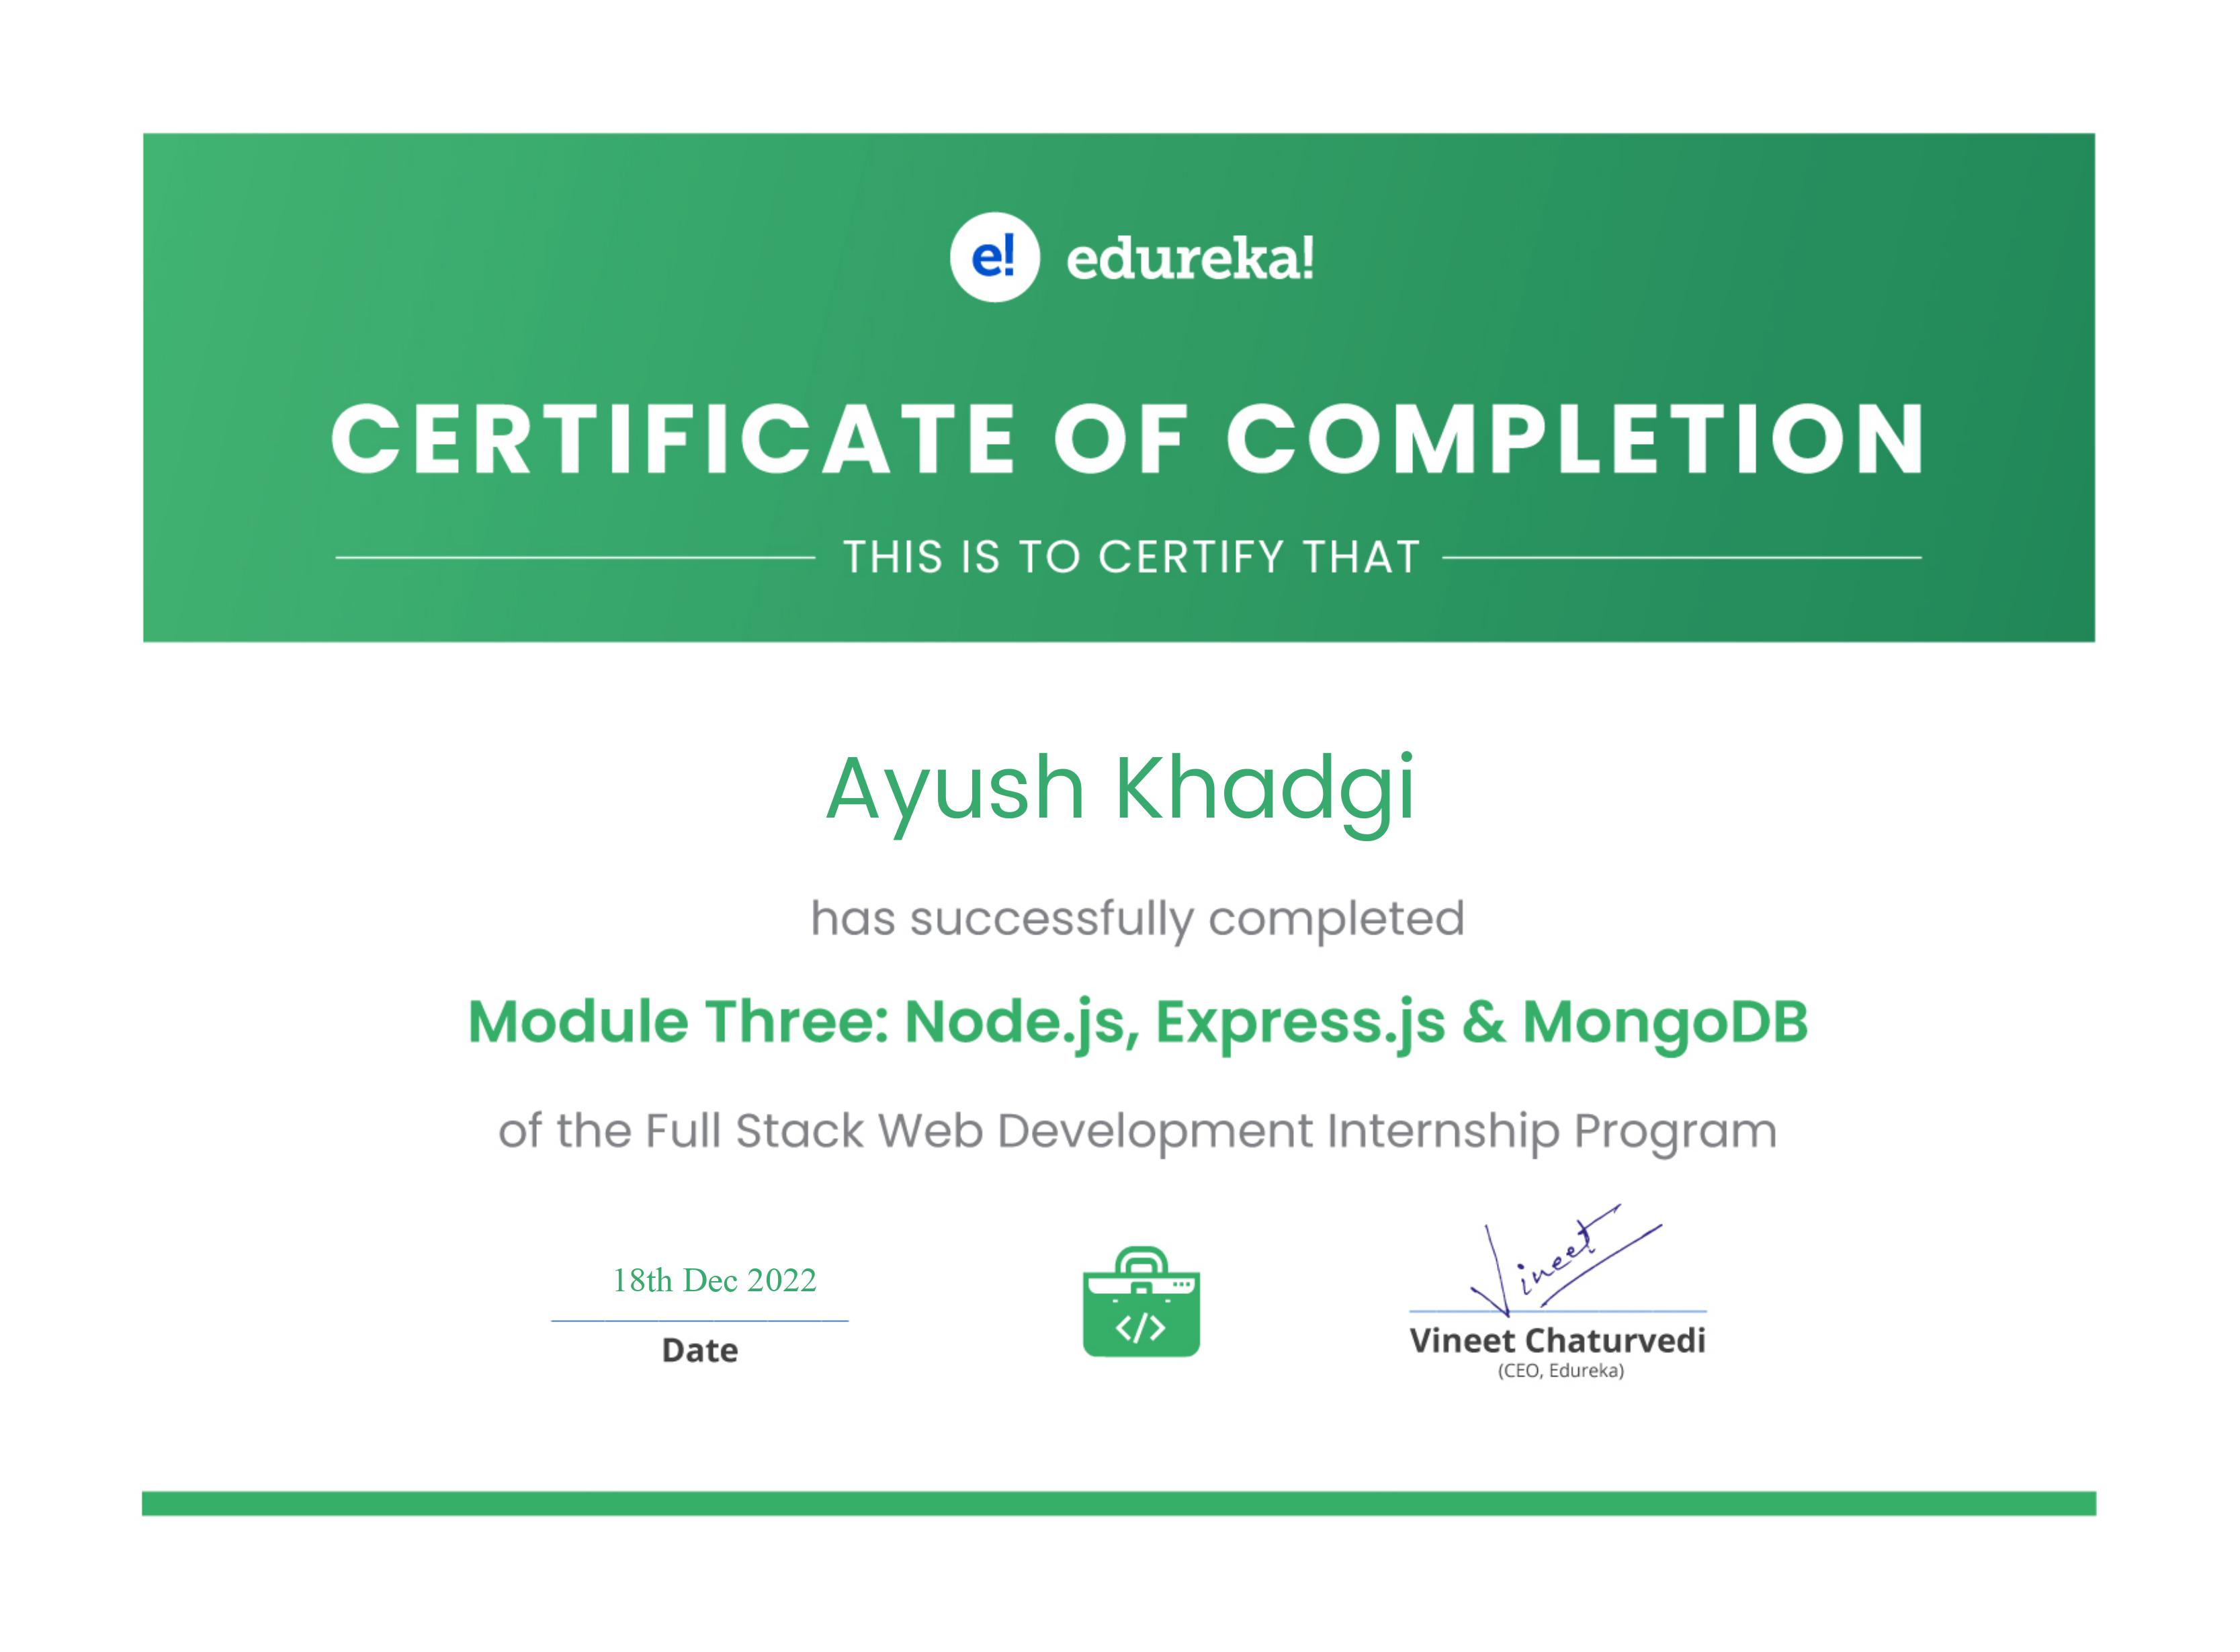 e! edureka!
CERTIFICATE OF COMPLETION
THIS IS TO CERTIFY THAT
Ayush Khadgi
has successfully completed
Module Three: Node.js, Express.js & MongoDB
of the Full Stack Web Development Internship Program
18th Dec 2022
Date
</>
Vineet
Vineet Chaturvedi
(CEO, Edureka)